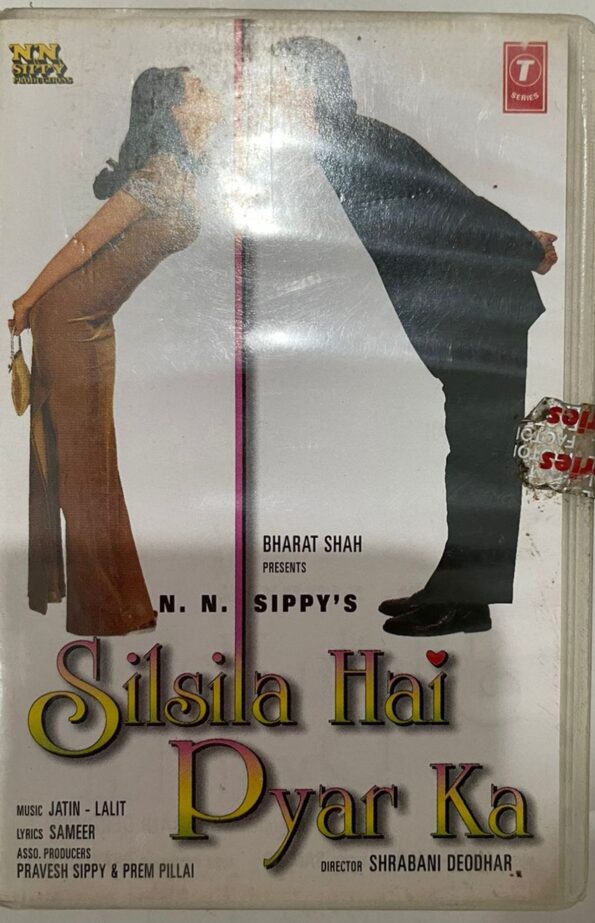 NN
SIPPY
PRODUCTIONS
T
SERIES
BHARAT SHAH
PRESENTS
N. N. SIPPY'S
Silsila Hai
Pyar Ka
MUSIC JATIN - LALIT
LYRICS SAMEER
ASSO. PRODUCERS
PRAVESH SIPPY & PREM PILLAI
DIRECTOR SHRABANI DEODHAR